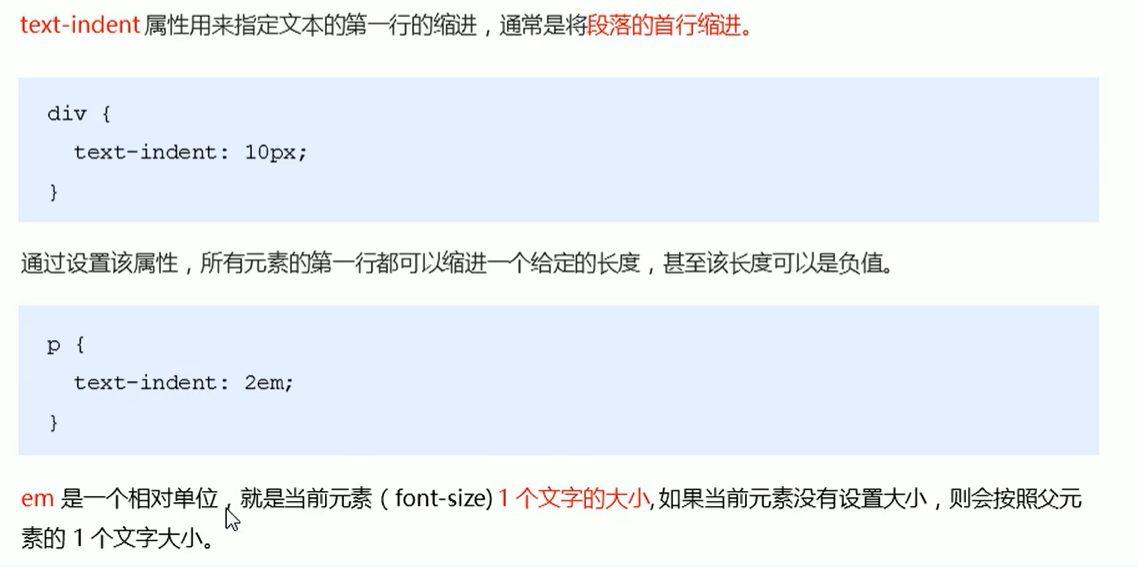 text-indent 属性用来指定文本的第一行的缩进，通常是将段落的首行缩进。
div {
  text-indent: 10px;
}
通过设置该属性，所有元素的第一行都可以缩进一个给定的长度，甚至该长度可以是负值。
p {
  text-indent: 2em;
}
em 是一个相对单位，就是当前元素（font-size) 1 个文字的大小,如果当前元素没有设置大小，则会按照父元
素的 1 个文字大小。